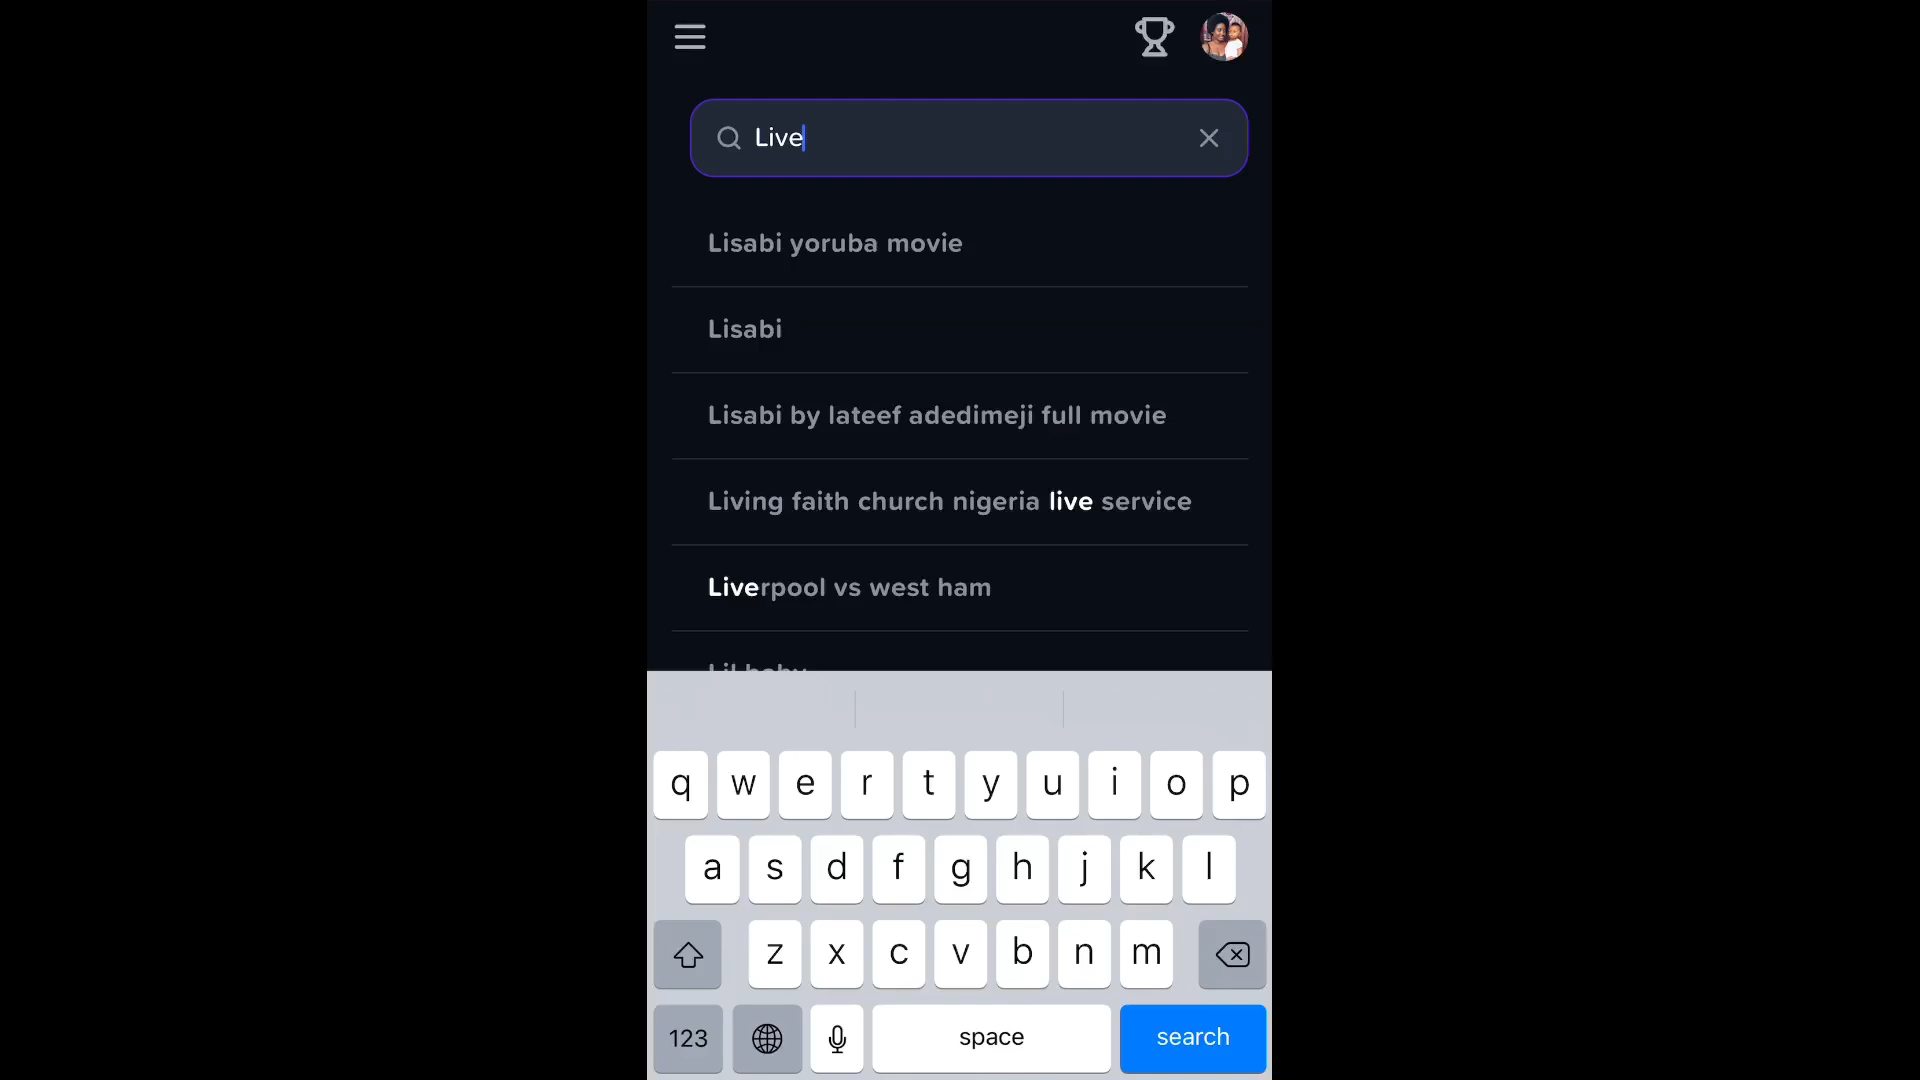 Live
Lisabi yoruba movie
Lisabi
Lisabi by lateef adedimeji full movie
Living faith church nigeria live service
Liverpool vs west ham
Lil baby
q w e r t y u i o p
a s d f g h j k l
z x c v b n m
123 space search